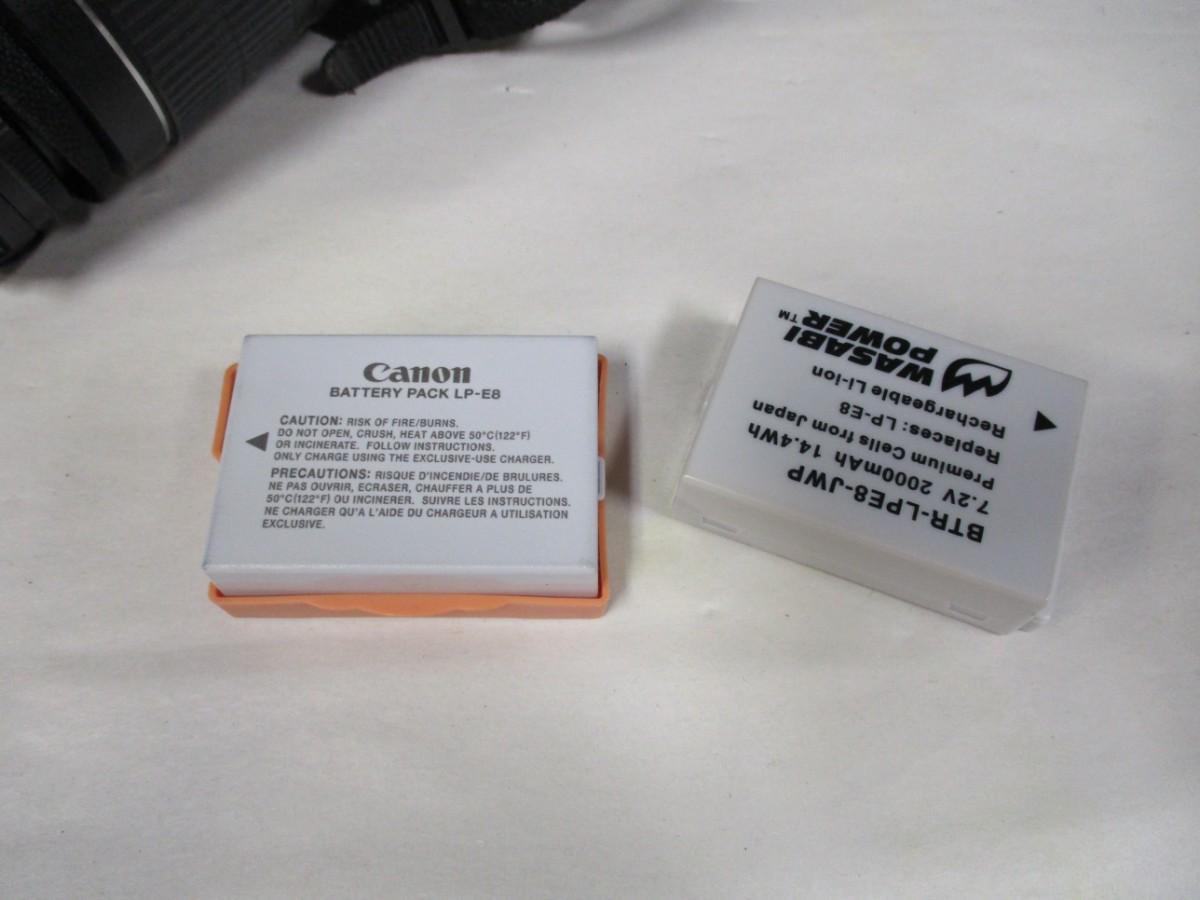 Canon
BATTERY PACK LP-E8
CAUTION: RISK OF FIRE/BURNS.
DO NOT OPEN, CRUSH, HEAT ABOVE 50°C(122°F)
OR INCINERATE. FOLLOW INSTRUCTIONS.
ONLY CHARGE USING THE EXCLUSIVE-USE CHARGER.
PRECAUTIONS: RISQUE D'INCENDIE/DE BRULURES.
NE PAS OUVRIR, ECRASER, CHAUFFER A PLUS DE
50°C(122°F) OU INCINERER. SUIVRE LES INSTRUCTIONS.
NE CHARGER QU'A L'AIDE DU CHARGEUR A UTILISATION
EXCLUSIVE.
BTR-LPE8-JWP
7.2V 2000mAh 14.4Wh
Premium Cells from Japan
Replaces: LP-E8
Rechargeable Li-ion
WASABI
POWER™